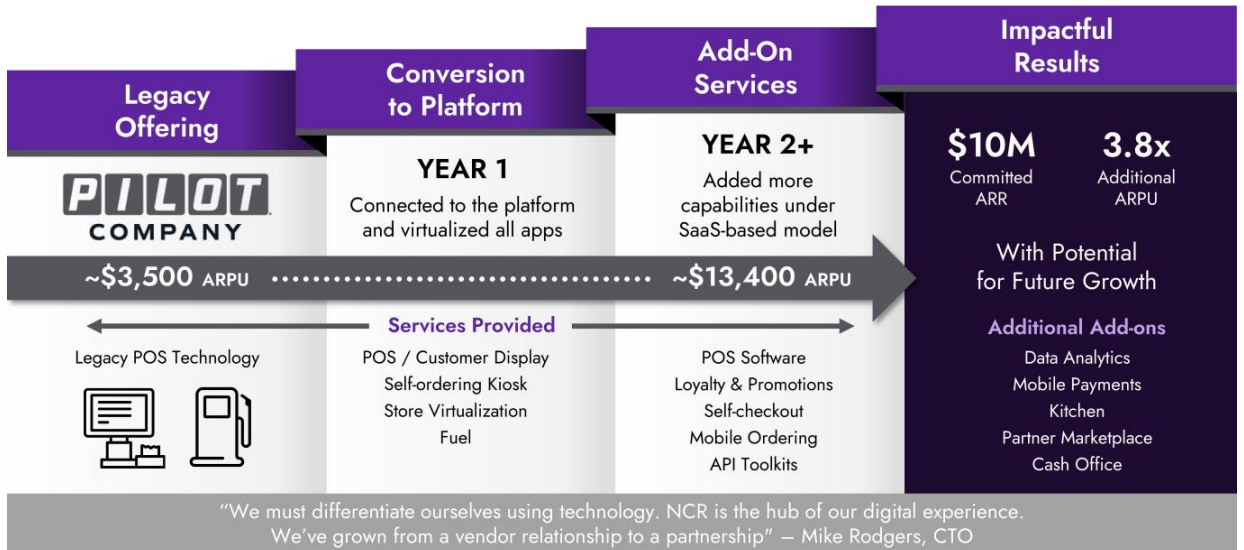 Legacy
Offering
PILOT
COMPANY
~$3,500 ARPU
Legacy POS Technology
Conversion
to Platform
YEAR 1
Connected to the platform
and virtualized all apps
Services Provided
POS / Customer Display
Self-ordering Kiosk
Store Virtualization
Fuel
Add-On
Services
YEAR 2+
Added more
capabilities under
SaaS-based model
~$13,400 ARPU
POS Software
Loyalty & Promotions
Self-checkout
Mobile Ordering
API Toolkits
Impactful
Results
$10M
Committed
ARR
3.8x
Additional
ARPU
With Potential
for Future Growth
Additional Add-ons
Data Analytics
Mobile Payments
Kitchen
Partner Marketplace
Cash Office
“We must differentiate ourselves using technology. NCR is the hub of our digital experience.
We’ve grown from a vendor relationship to a partnership" – Mike Rodgers, CTO